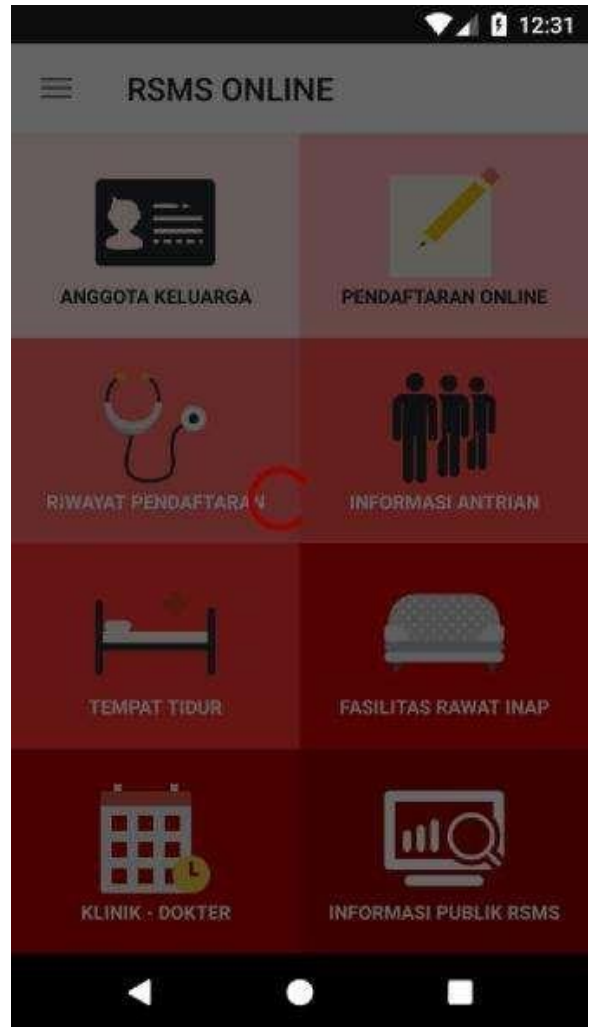 12:31
RSMS ONLINE
ANGGOTA KELUARGA
PENDAFTARAN ONLINE
RIWAYAT PENDAFTARAN
INFORMASI ANTRIAN
TEMPAT TIDUR
FASILITAS RAWAT INAP
KLINIK - DOKTER
INFORMASI PUBLIK RSMS